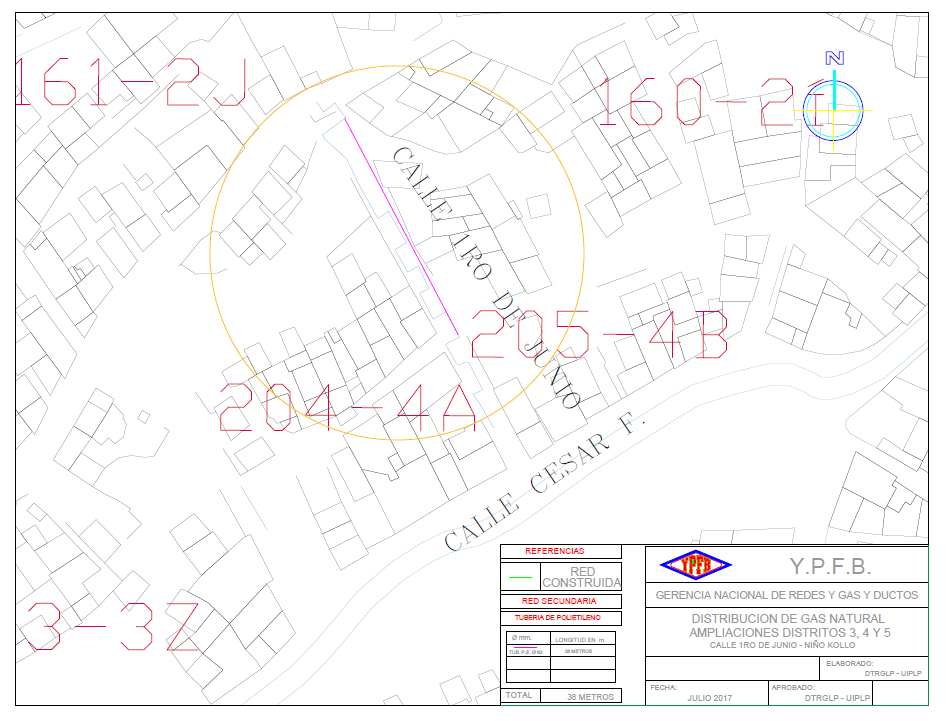 161-2J
160-2I
N
CALLE 1RO DE JUNIO
205-4B
204-4A
CALLE CESAR F.
3-3Z
REFERENCIAS
RED
CONSTRUIDA
RED SECUNDARIA
TUBERIA DE POLIETILENO
Ø mm. LONGITUD EN m
TUB. P.E. Ø 63 38 METROS
TOTAL 38 METROS
YPFB
Y.P.F.B.
GERENCIA NACIONAL DE REDES Y GAS Y DUCTOS
DISTRIBUCION DE GAS NATURAL
AMPLIACIONES DISTRITOS 3, 4 Y 5
CALLE 1RO DE JUNIO - NIÑO KOLLO
ELABORADO:
DTRGLP - UIPLP
FECHA:
JULIO 2017
APROBADO:
DTRGLP - UIPLP